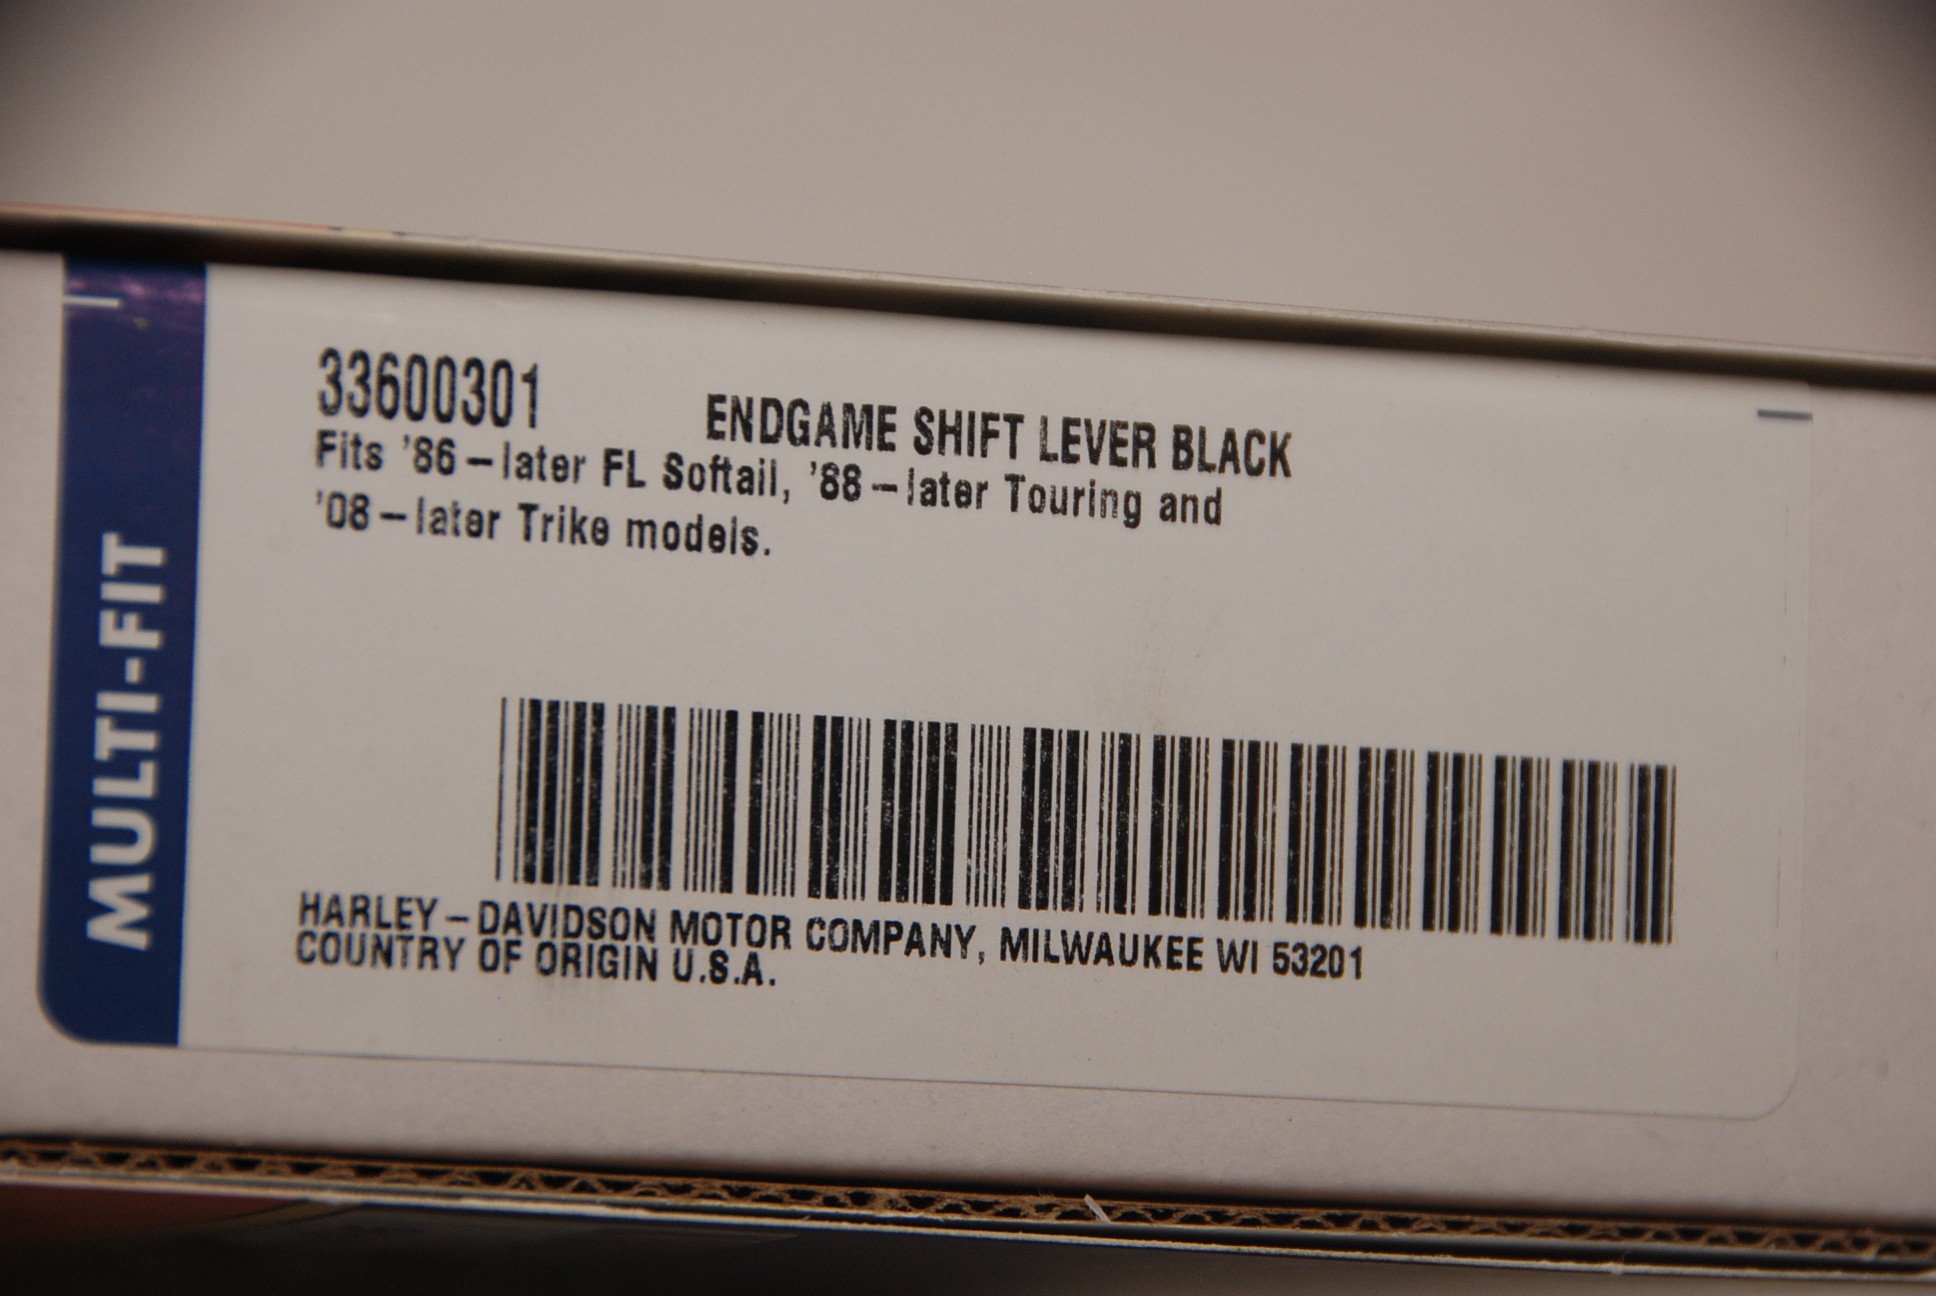 MULTI-FIT
33600301 ENDGAME SHIFT LEVER BLACK
Fits '86-later FL Softail, '88-later Touring and
'08-later Trike models.
HARLEY-DAVIDSON MOTOR COMPANY, MILWAUKEE WI 53201
COUNTRY OF ORIGIN U.S.A.